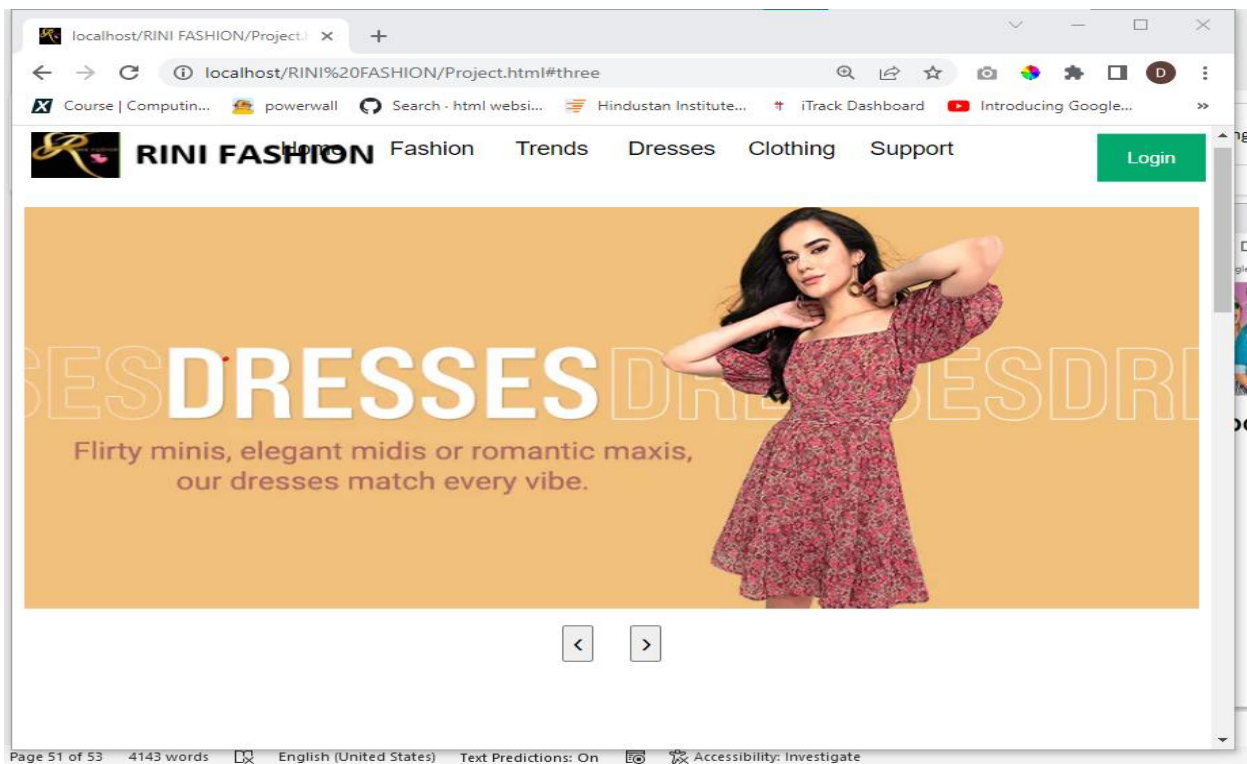 localhost/RINI FASHION/Project.
localhost/RINI%20FASHION/Project.html#three
D
Course | Computin... powerwall Search · html websi... Hindustan Institute... iTrack Dashboard Introducing Google... »
RINI FASHION Home Fashion Trends Dresses Clothing Support Login
SESDRESSESDRESSESDRE
Flirty minis, elegant midis or romantic maxis,
our dresses match every vibe.
< >
Page 51 of 53 4143 words English (United States) Text Predictions: On Accessibility: Investigate